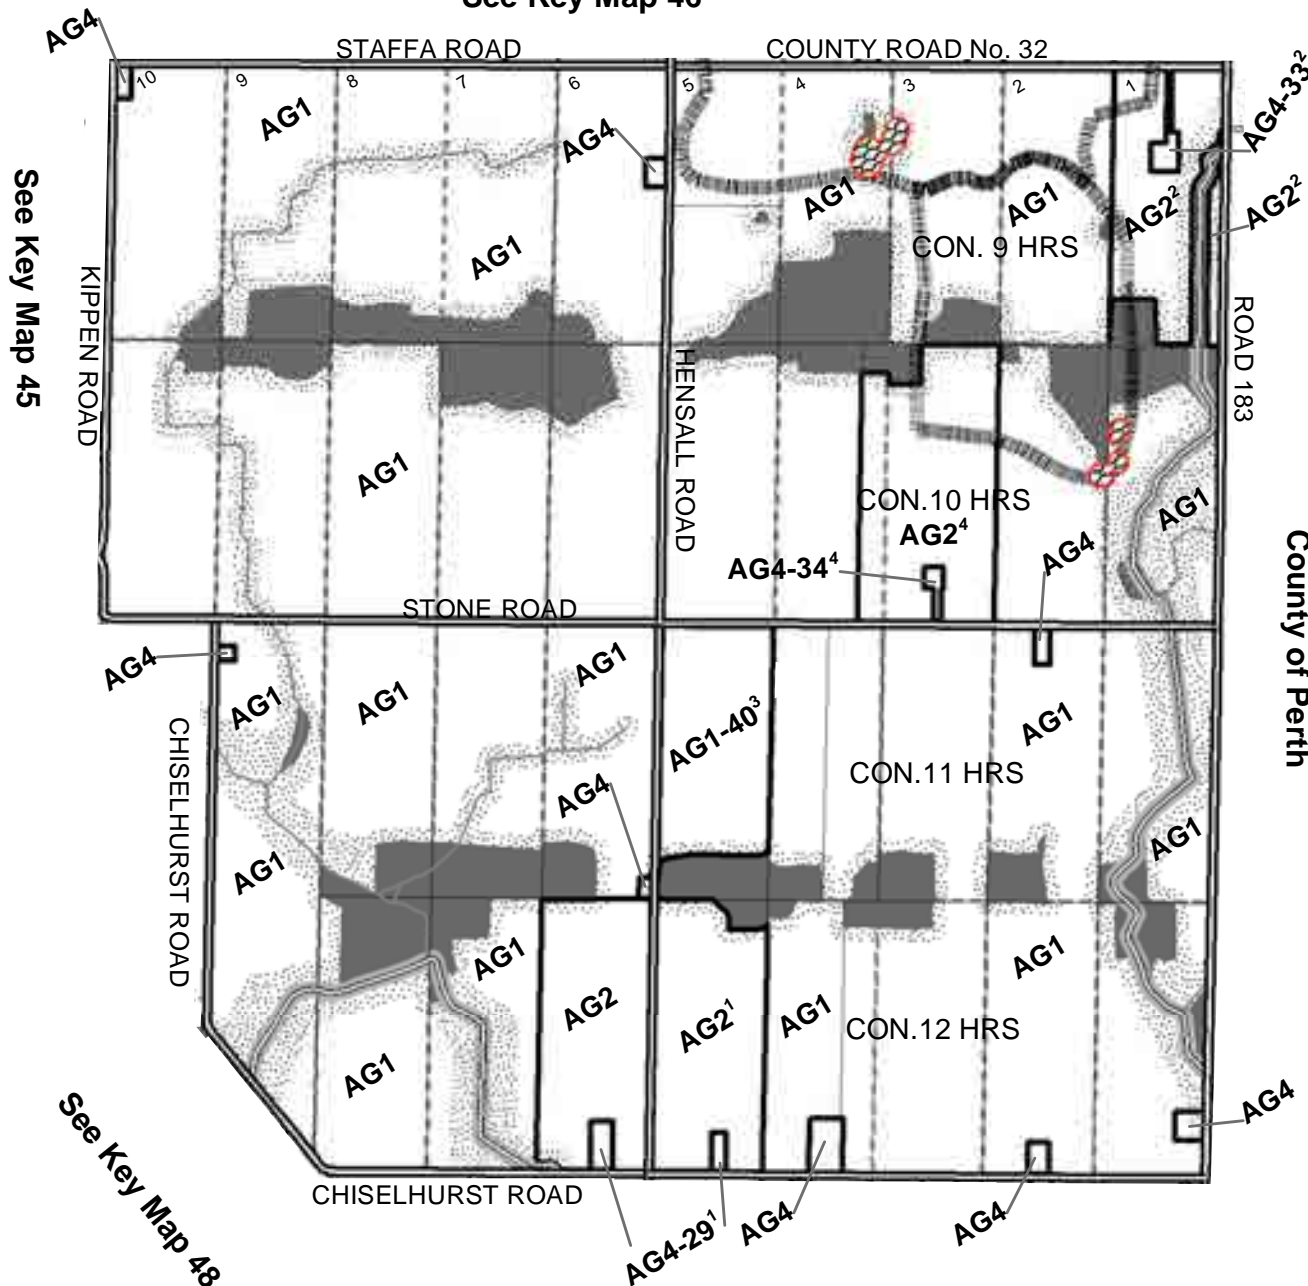 See Key Map 46
AG4
STAFFA ROAD
COUNTY ROAD No. 32
10
9
8
7
6
5
4
3
2
1
AG4-33²
AG1
AG4
AG1
AG1
AG2²
AG2²
CON. 9 HRS
AG1
See Key Map 45
KIPPEN ROAD
HENSALL ROAD
ROAD 183
AG1
CON.10 HRS
AG2⁴
AG1
AG4
AG4-34⁴
County of Perth
STONE ROAD
AG4
AG1
AG1
AG1
AG1-40³
AG1
CON.11 HRS
CHISELHURST ROAD
AG4
AG1
AG1
AG1
AG1
AG2
AG2¹
AG1
CON.12 HRS
AG1
AG4
See Key Map 48
CHISELHURST ROAD
AG4-29¹
AG4
AG4